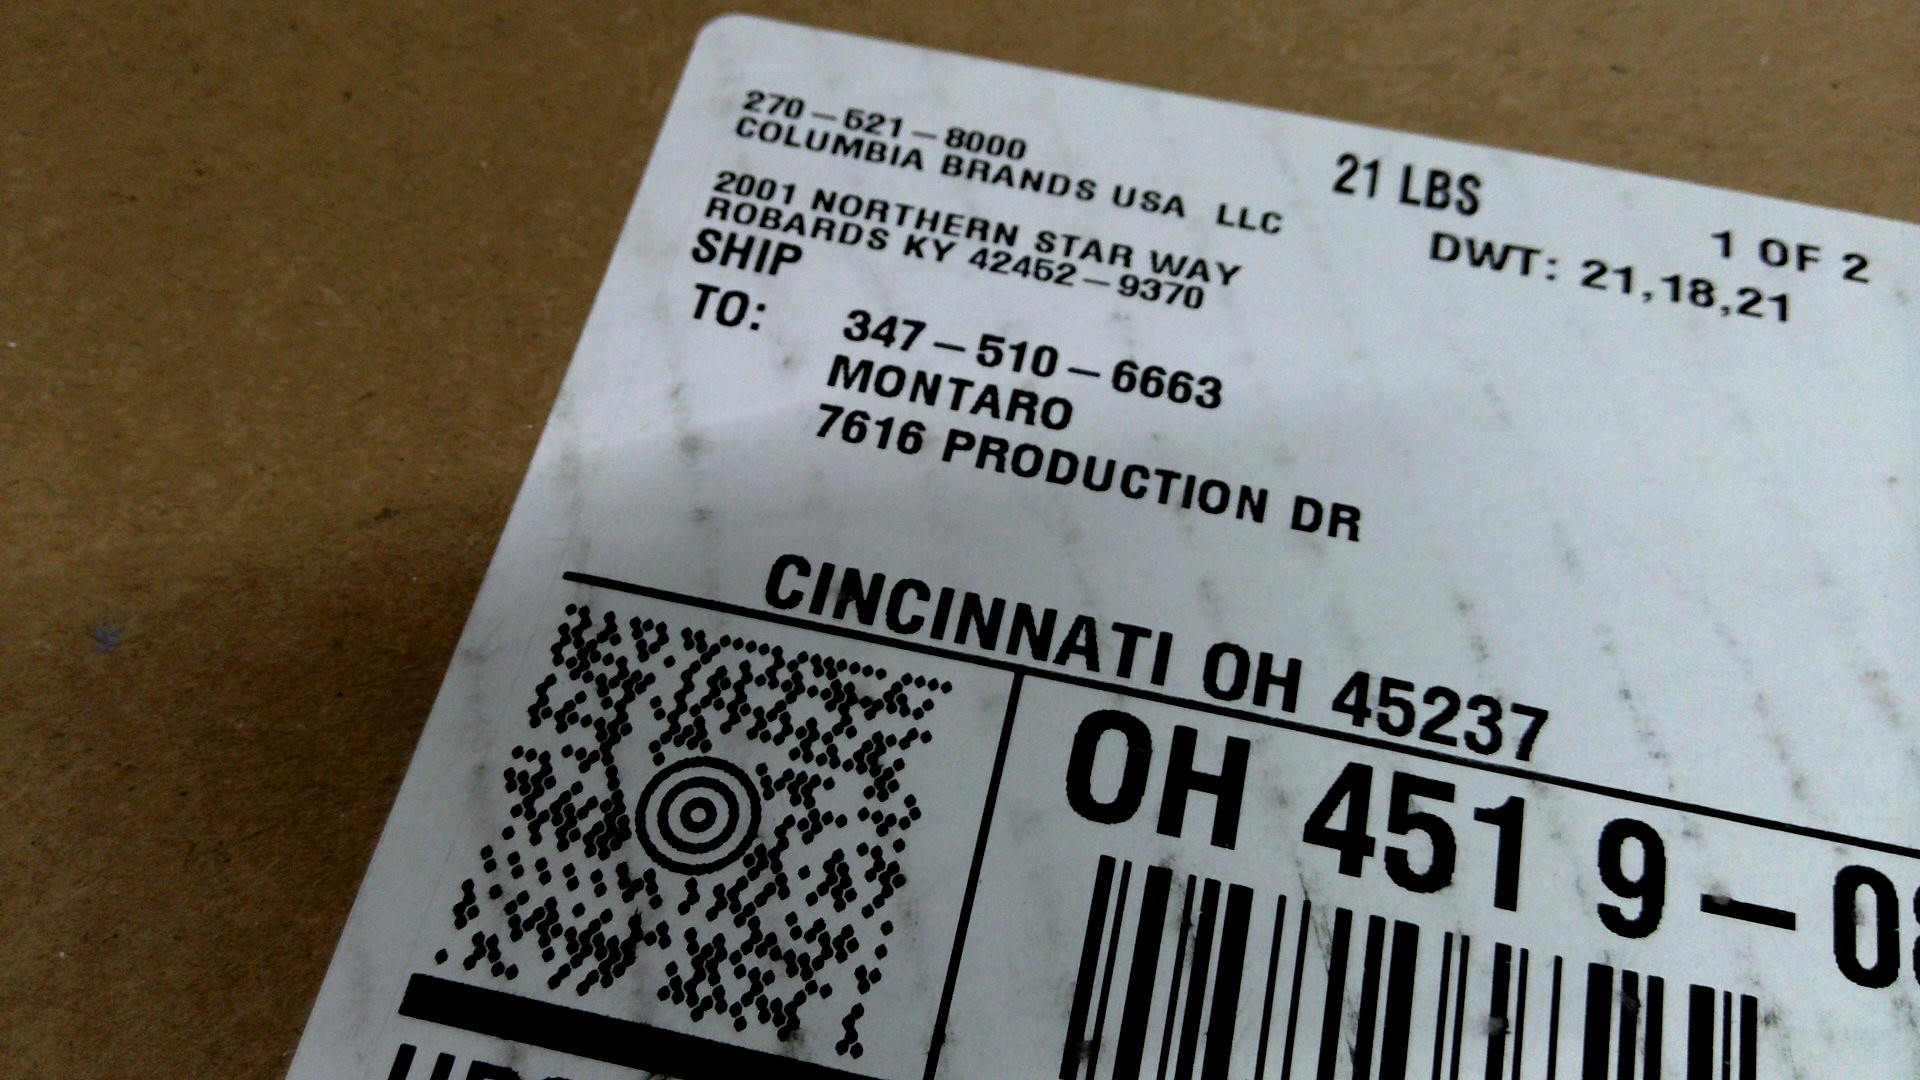 270-521-8000
COLUMBIA BRANDS USA LLC
2001 NORTHERN STAR WAY
ROBARDS KY 42452-9370
21 LBS
1 OF 2
DWT: 21,18,21
SHIP
TO:
347-510-6663
MONTARO
7616 PRODUCTION DR
CINCINNATI OH 45237
OH 451 9-0